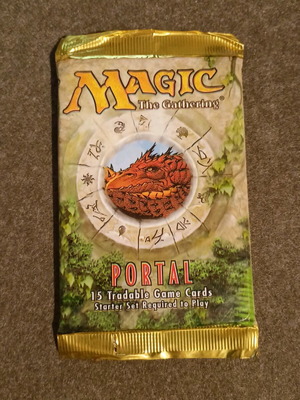 MAGIC
The Gathering
PORTAL
15 Tradable Game Cards
Starter Set Required to Play